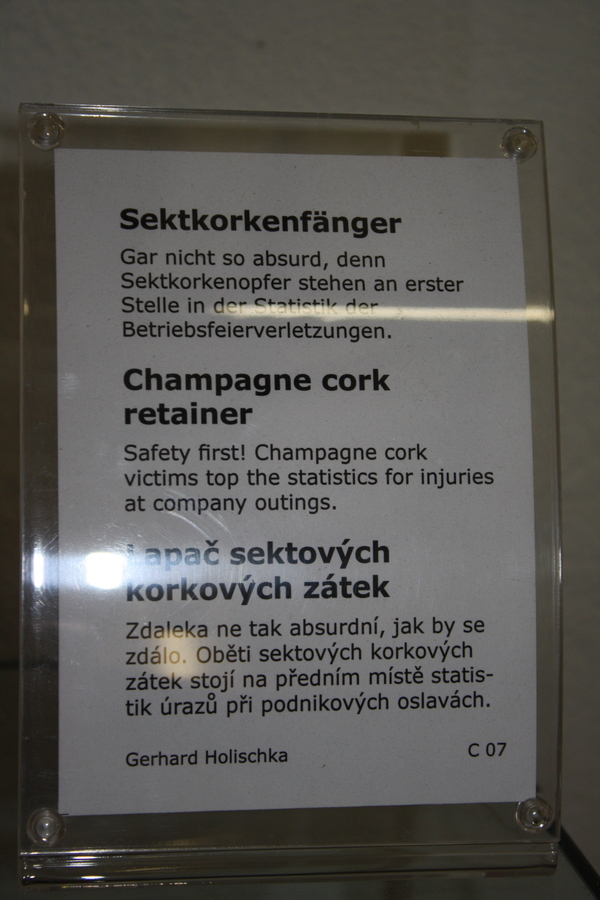 Sektkorkenfänger
Gar nicht so absurd, denn
Sektkorkenopfer stehen an erster
Stelle in der Statistik der
Betriebsfeierverletzungen.
Champagne cork
retainer
Safety first! Champagne cork
victims top the statistics for injuries
at company outings.
Lapač sektových
korkových zátek
Zdaleka ne tak absurdní, jak by se
zdálo. Oběti sektových korkových
zátek stojí na předním místě statis-
tik úrazů při podnikových oslavách.
Gerhard Holischka
C 07